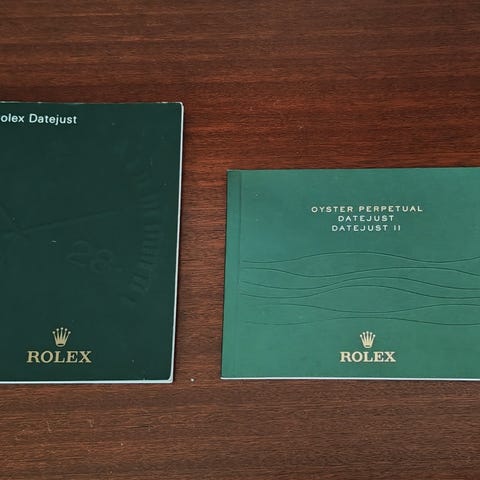 olex Datejust
ROLEX
OYSTER PERPETUAL
DATEJUST
DATEJUST II
ROLEX